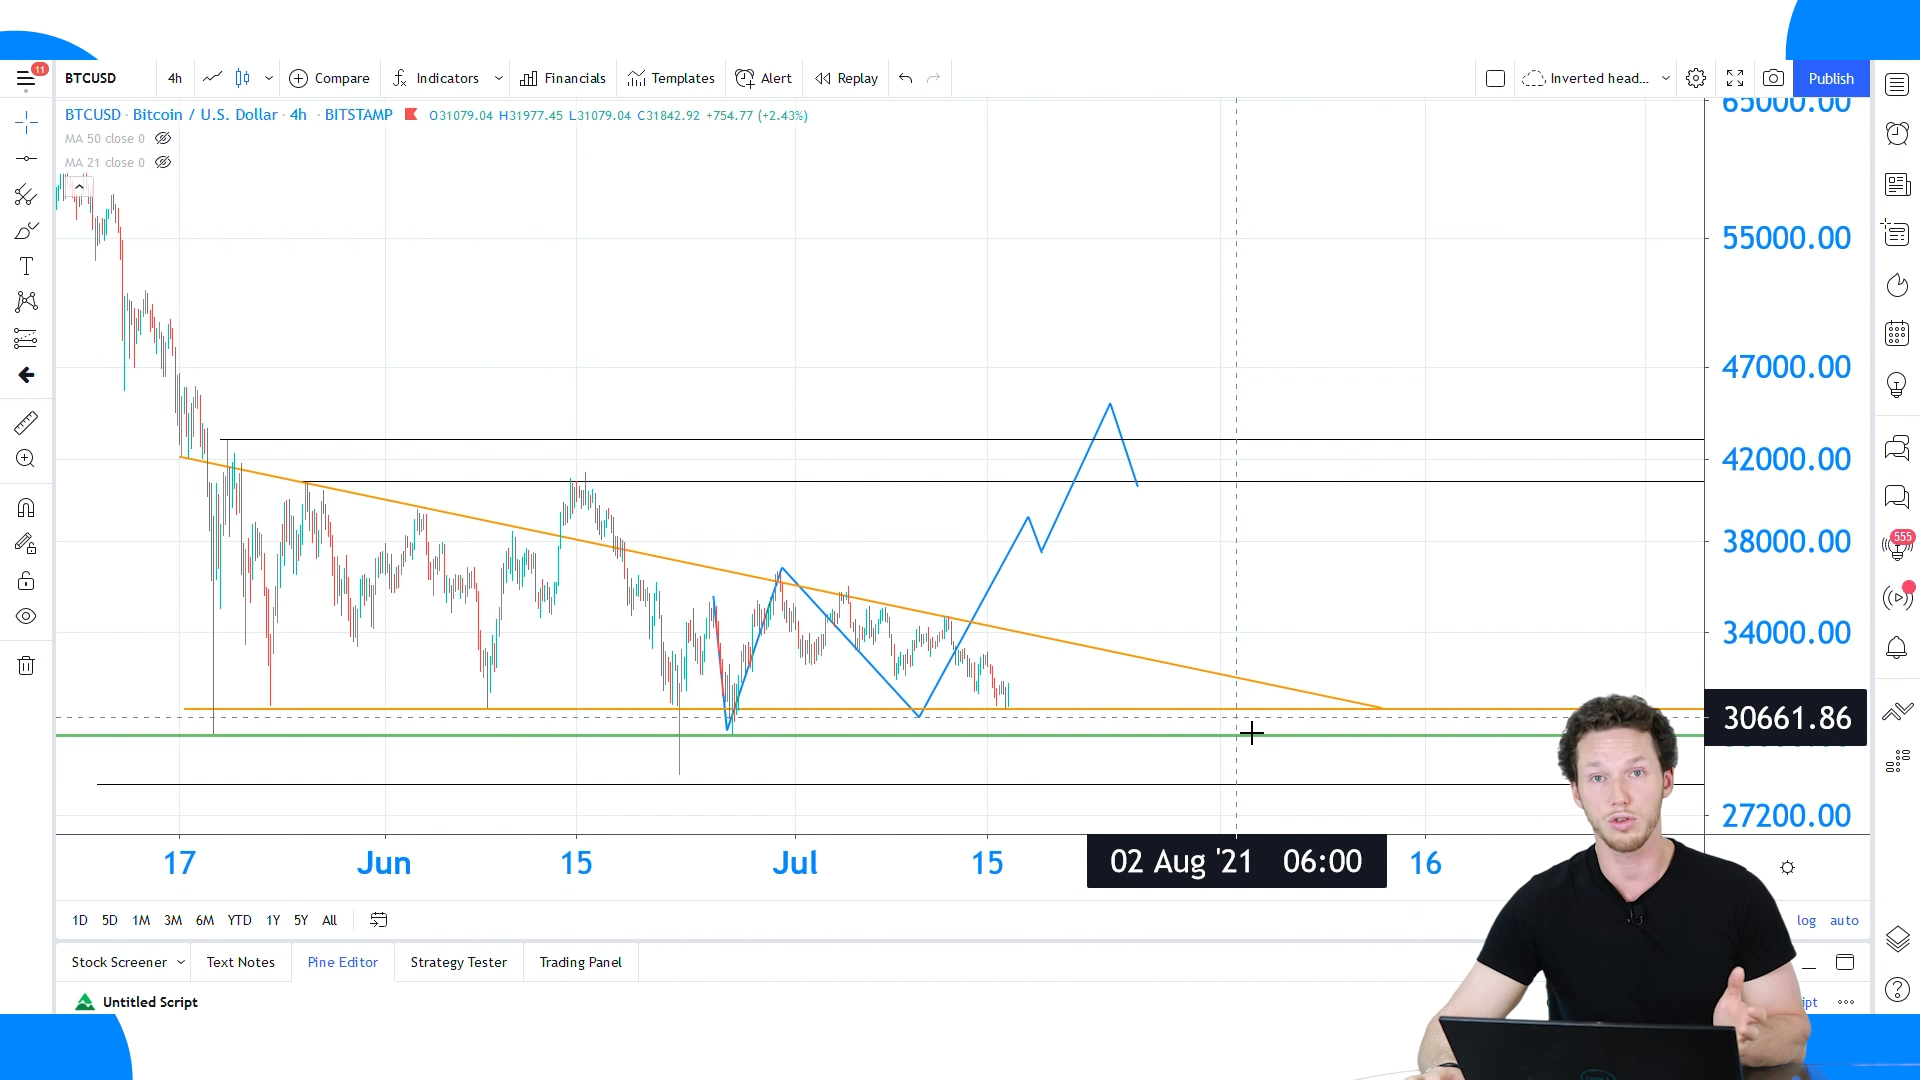 11
BTCUSD 4h Compare Indicators Financials Templates Alert Replay Inverted head... Publish
BTCUSD · Bitcoin / U.S. Dollar · 4h · BITSTAMP O31079.04 H31977.45 L31079.04 C31842.92 +754.77 (+2.43%)
MA 50 close 0
MA 21 close 0
65000.00
55000.00
47000.00
42000.00
38000.00
34000.00
30661.86
27200.00
555
17 Jun 15 Jul 15 02 Aug '21 06:00 16
1D 5D 1M 3M 6M YTD 1Y 5Y All log auto
Stock Screener Text Notes Pine Editor Strategy Tester Trading Panel
Untitled Script